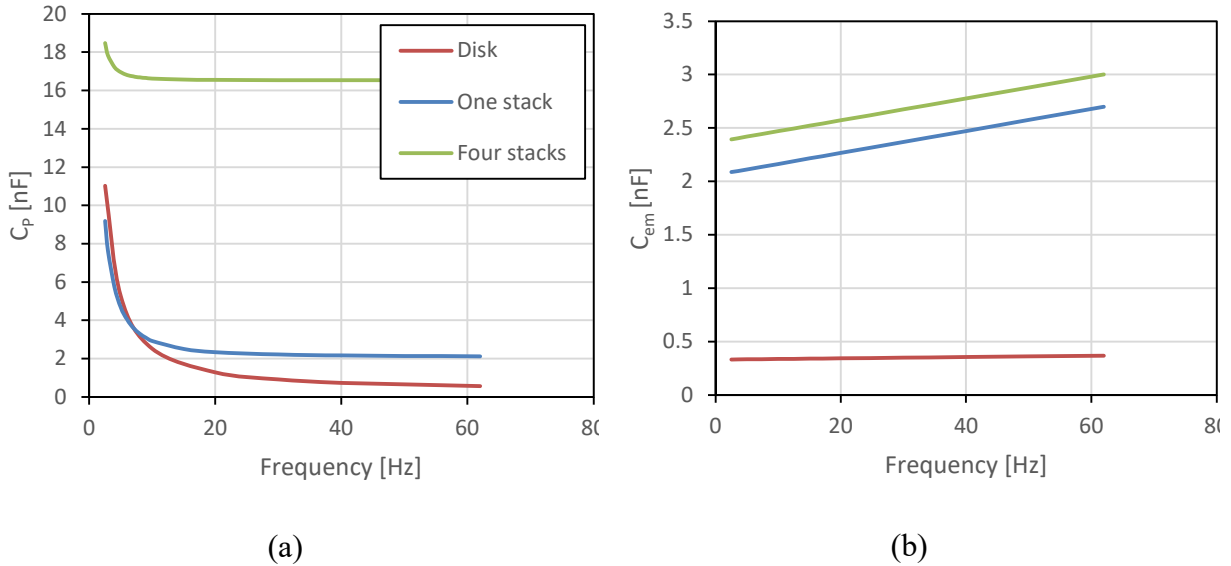 20
18
16
14
12
10
8
6
4
2
0
C_P [nF]
Disk
One stack
Four stacks
0 20 40 60 80
Frequency [Hz]
(a)
3.5
3
2.5
2
1.5
1
0.5
0
C_em [nF]
0 20 40 60 80
Frequency [Hz]
(b)